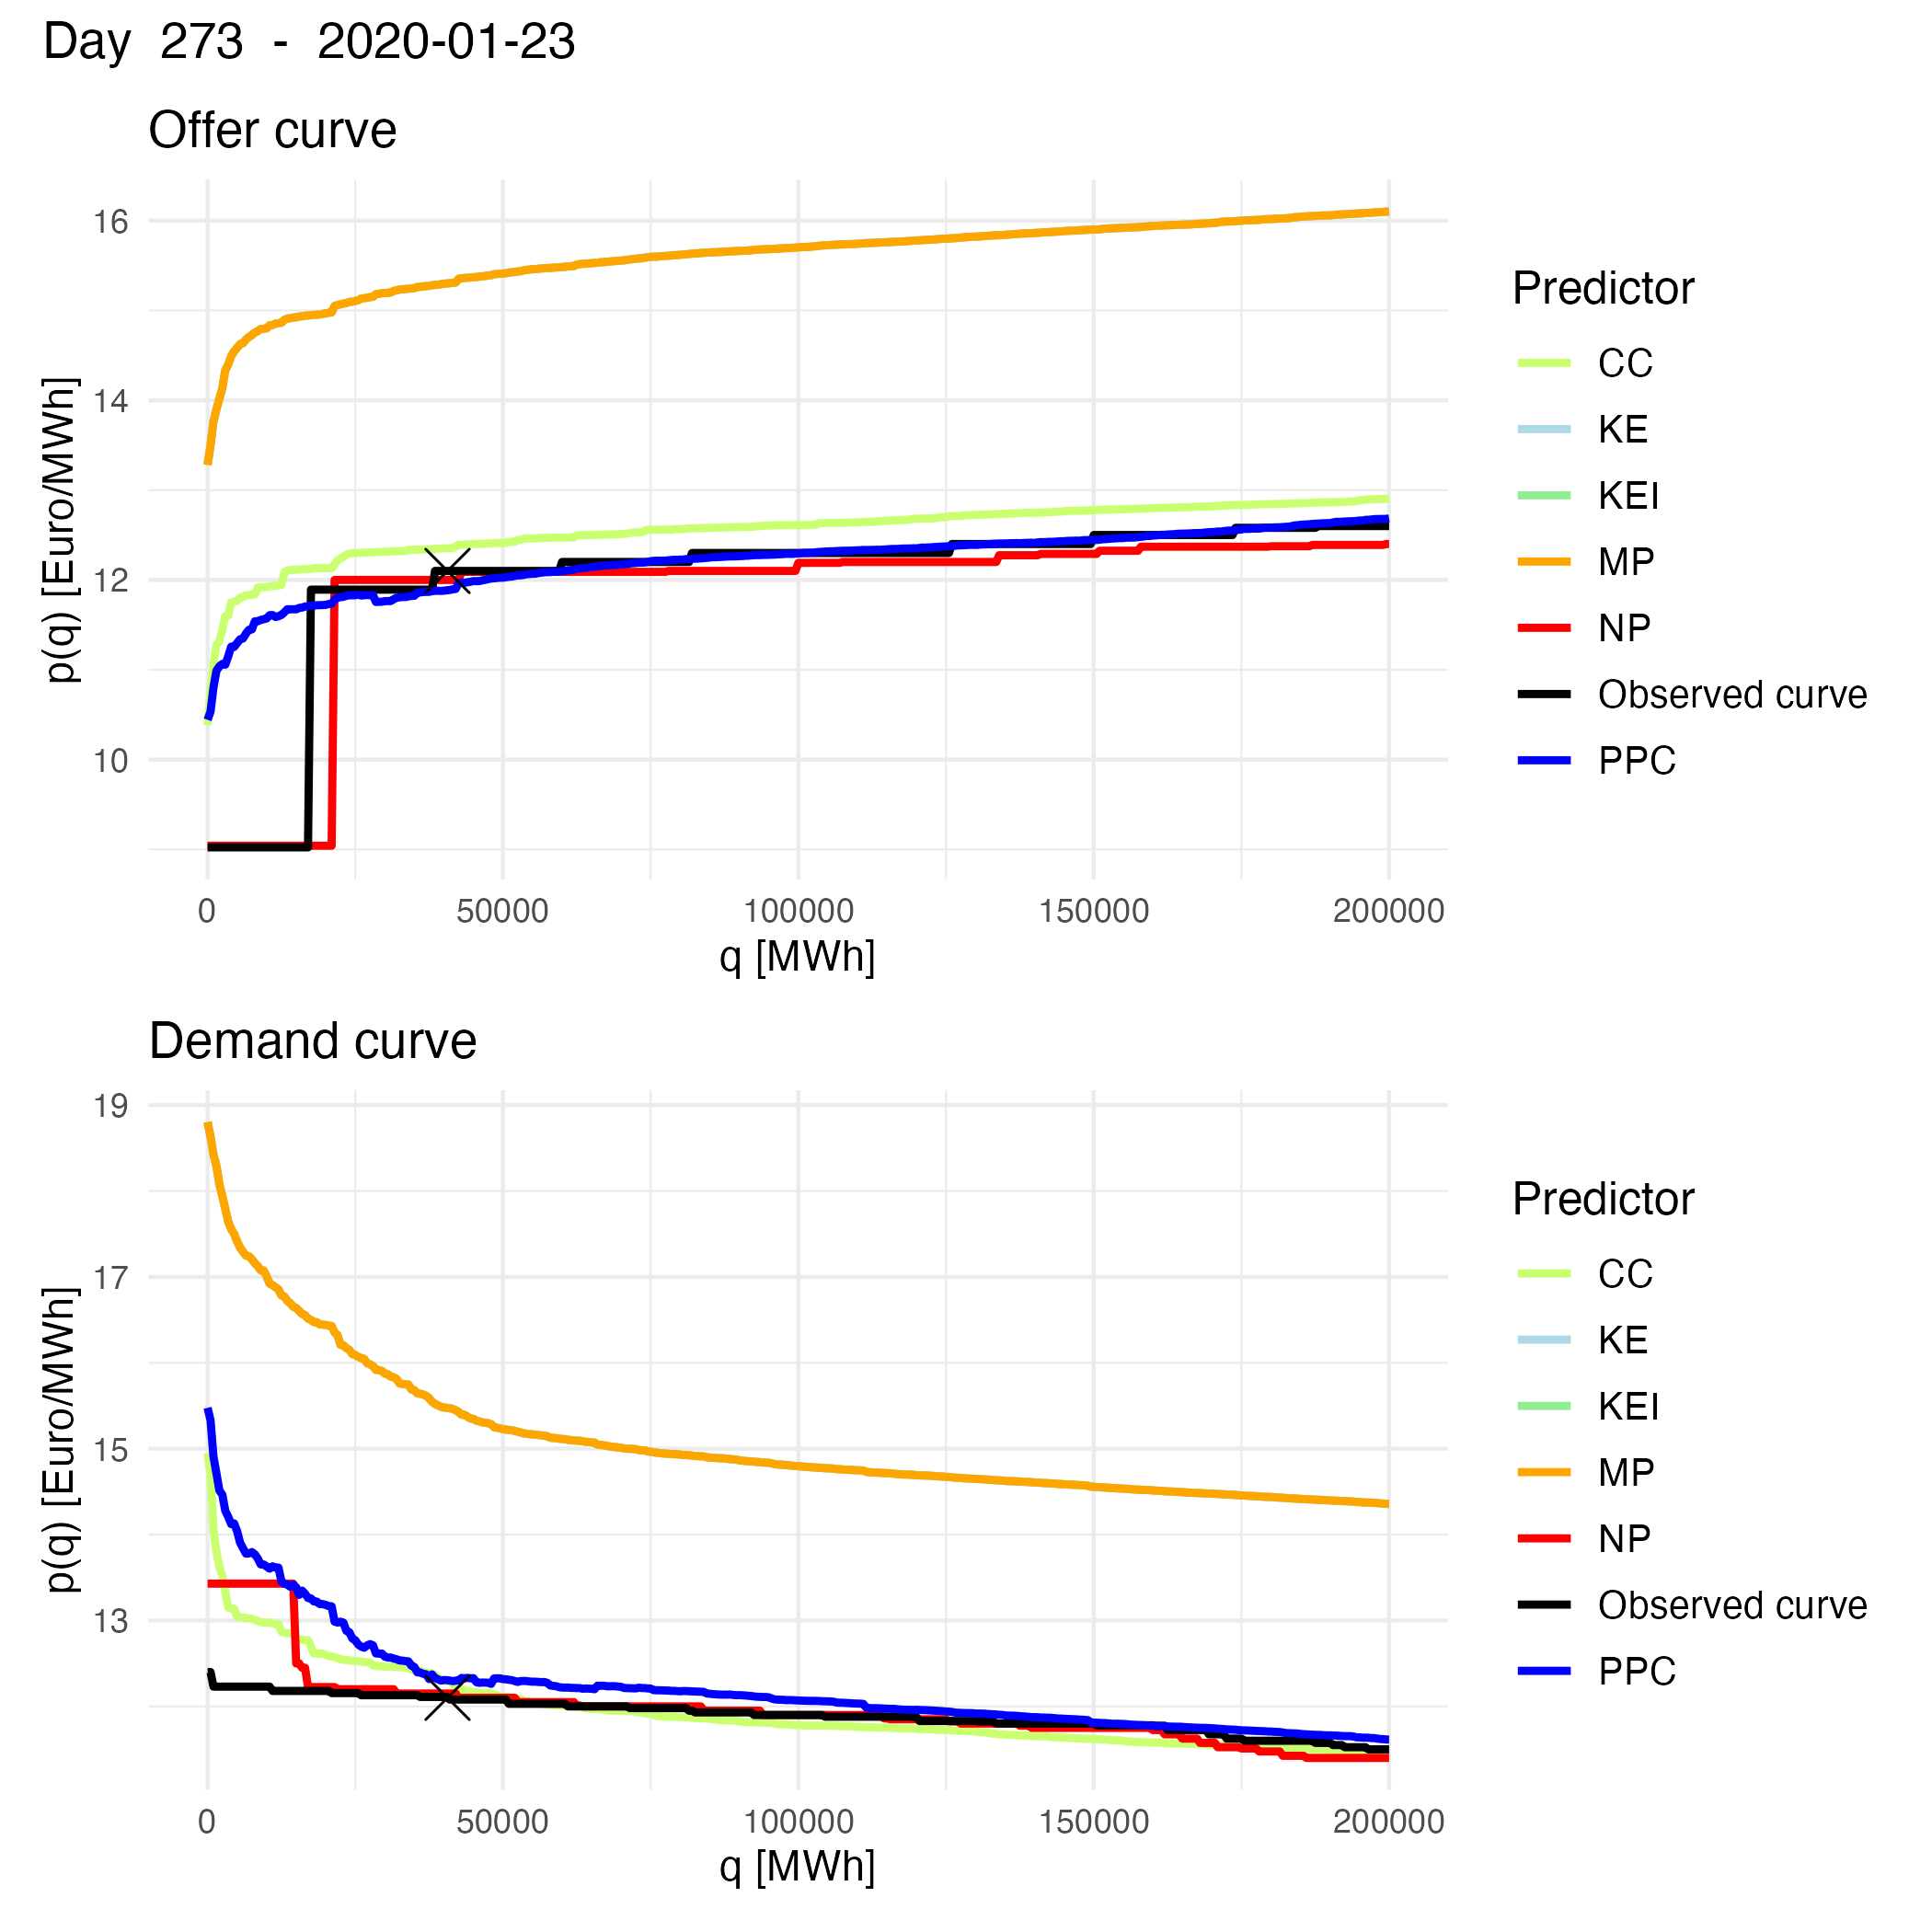 Day 273 - 2020-01-23
Offer curve
16
14
12
10
p(q) [Euro/MWh]
0 50000 100000 150000 200000
q [MWh]
Predictor
CC
KE
KEI
MP
NP
Observed curve
PPC
Demand curve
19
17
15
13
p(q) [Euro/MWh]
0 50000 100000 150000 200000
q [MWh]
Predictor
CC
KE
KEI
MP
NP
Observed curve
PPC